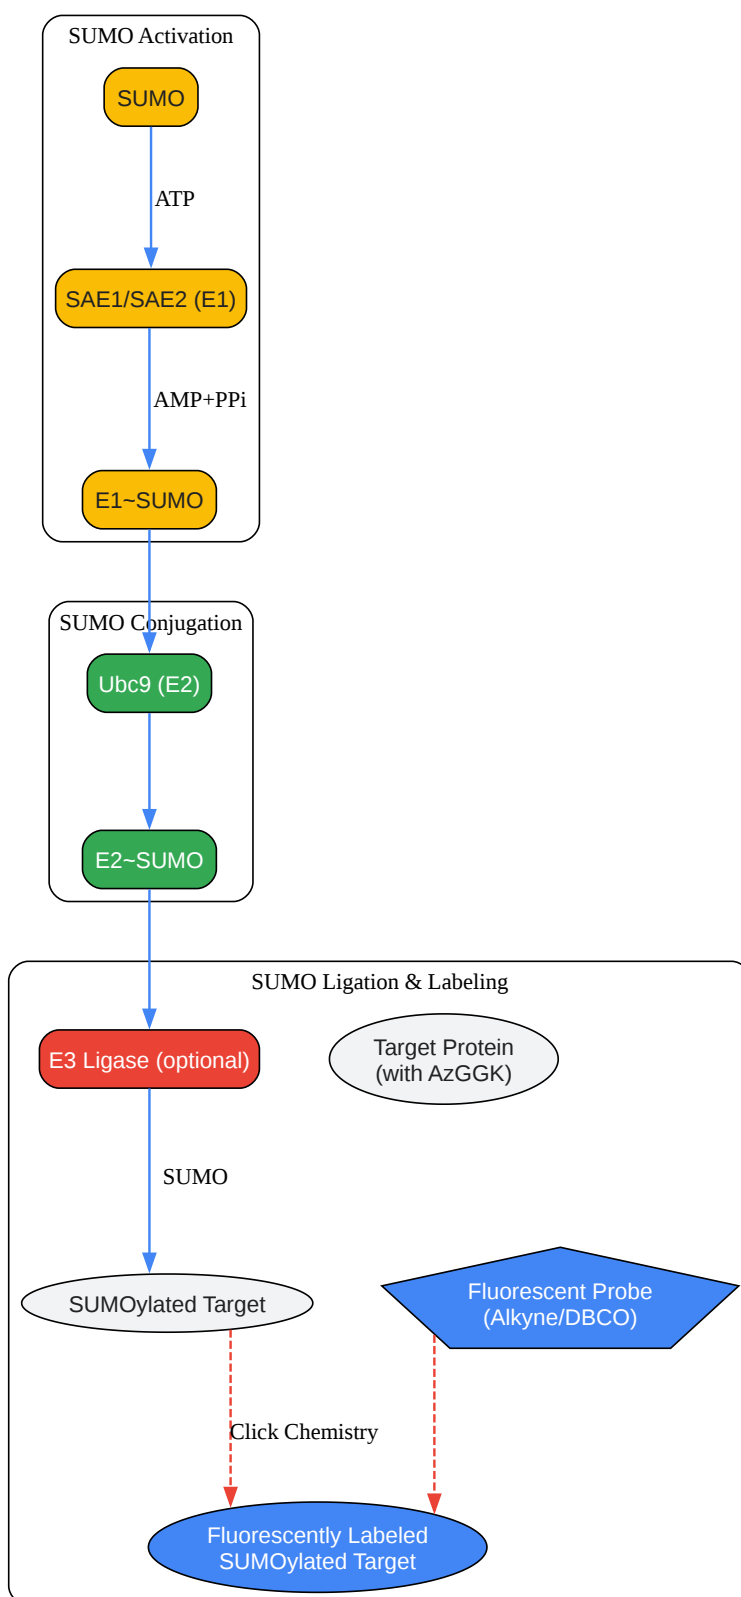 SUMO Activation
SUMO
ATP
SAE1/SAE2 (E1)
AMP+PPi
E1~SUMO
SUMO Conjugation
Ubc9 (E2)
E2~SUMO
SUMO Ligation & Labeling
E3 Ligase (optional)
Target Protein
(with AzGGK)
SUMO
SUMOylated Target
Fluorescent Probe
(Alkyne/DBCO)
Click Chemistry
Fluorescently Labeled
SUMOylated Target